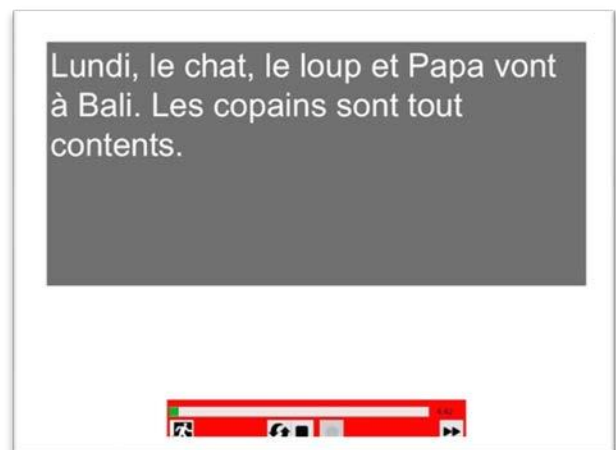 Lundi, le chat, le loup et Papa vont
à Bali. Les copains sont tout
contents.